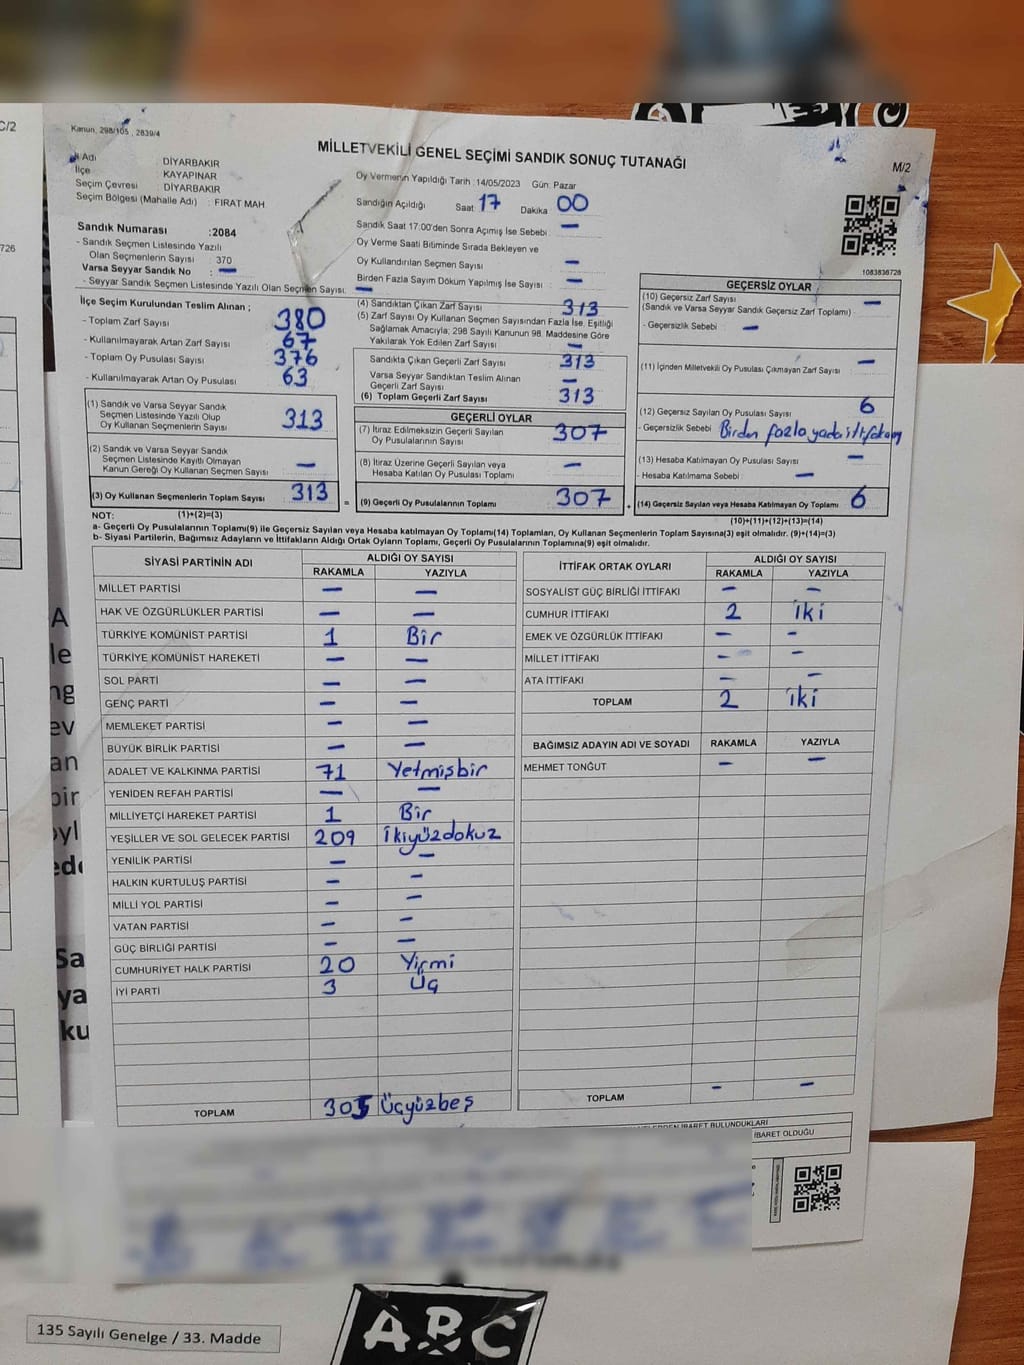 C/2
Kanun, 298/105 , 2839/4
MİLLETVEKİLİ GENEL SEÇİMİ SANDIK SONUÇ TUTANAĞI
M/2
İl Adı : DİYARBAKIR
İlçe : KAYAPINAR
Seçim Çevresi : DİYARBAKIR
Seçim Bölgesi (Mahalle Adı) : FIRAT MAH
Oy Vermenin Yapıldığı Tarih :14/05/2023 Gün: Pazar
Sandığın Açıldığı Saat 17 Dakika 00
Sandık Saat 17:00'den Sonra Açımış İse Sebebi : —
Oy Verme Saati Bitiminde Sırada Bekleyen ve
Oy Kullandırılan Seçmen Sayısı —
Birden Fazla Sayım Döküm Yapılmış İse Sayısı : —
1083836728
Sandık Numarası :2084
- Sandık Seçmen Listesinde Yazılı
Olan Seçmenlerin Sayısı : 370
Varsa Seyyar Sandık No : —
- Seyyar Sandık Seçmen Listesinde Yazılı Olan Seçmen Sayısı: —
726
İlçe Seçim Kurulundan Teslim Alınan ;
- Toplam Zarf Sayısı 380
- Kullanılmayarak Artan Zarf Sayısı 67
- Toplam Oy Pusulası Sayısı 376
- Kullanılmayarak Artan Oy Pusulası 63
(1) Sandık ve Varsa Seyyar Sandık
Seçmen Listesinde Yazılı Olup
Oy Kullanan Seçmenlerin Sayısı 313
(2) Sandık ve Varsa Seyyar Sandık
Seçmen Listesinde Kayıtlı Olmayan
Kanun Gereği Oy Kullanan Seçmen Sayısı —
(3) Oy Kullanan Seçmenlerin Toplam Sayısı 313 =
(4) Sandıktan Çıkan Zarf Sayısı 313
(5) Zarf Sayısı Oy Kullanan Seçmen Sayısından Fazla İse, Eşitliği
Sağlamak Amacıyla; 298 Sayılı Kanunun 98. Maddesine Göre
Yakılarak Yok Edilen Zarf Sayısı —
Sandıkta Çıkan Geçerli Zarf Sayısı 313
Varsa Seyyar Sandıktan Teslim Alınan
Geçerli Zarf Sayısı —
(6) Toplam Geçerli Zarf Sayısı 313
GEÇERLİ OYLAR
(7) İtiraz Edilmeksizin Geçerli Sayılan
Oy Pusulalarının Sayısı 307
(8) İtiraz Üzerine Geçerli Sayılan veya
Hesaba Katılan Oy Pusulası Toplamı —
(9) Geçerli Oy Pusulalarının Toplamı 307 +
GEÇERSİZ OYLAR
(10) Geçersiz Zarf Sayısı —
(Sandık ve Varsa Seyyar Sandık Geçersiz Zarf Toplamı) :
- Geçersizlik Sebebi : —
(11) İçinden Milletvekili Oy Pusulası Çıkmayan Zarf Sayısı —
(12) Geçersiz Sayılan Oy Pusulası Sayısı 6
- Geçersizlik Sebebi Birden fazla yada ittifakam
(13) Hesaba Katılmayan Oy Pusulası Sayısı —
- Hesaba Katılmama Sebebi —
(14) Geçersiz Sayılan veya Hesaba Katılmayan Oy Toplamı 6
NOT: (1)+(2)=(3)
(10)+(11)+(12)+(13)=(14)
a- Geçerli Oy Pusulalarının Toplamı(9) ile Geçersiz Sayılan veya Hesaba katılmayan Oy Toplamı(14) Toplamları, Oy Kullanan Seçmenlerin Toplam Sayısına(3) eşit olmalıdır. (9)+(14)=(3)
b- Siyasi Partilerin, Bağımsız Adayların ve İttifakların Aldığı Ortak Oyların Toplamı, Geçerli Oy Pusulalarının Toplamına(9) eşit olmalıdır.
SİYASİ PARTİNİN ADI ALDIĞI OY SAYISI
RAKAMLA YAZIYLA
MİLLET PARTİSİ — —
HAK VE ÖZGÜRLÜKLER PARTİSİ — —
TÜRKİYE KOMÜNİST PARTİSİ 1 Bir
TÜRKİYE KOMÜNİST HAREKETİ — —
SOL PARTİ — —
GENÇ PARTİ — —
MEMLEKET PARTİSİ — —
BÜYÜK BİRLİK PARTİSİ — —
ADALET VE KALKINMA PARTİSİ 71 Yetmişbir
YENİDEN REFAH PARTİSİ — —
MİLLİYETÇİ HAREKET PARTİSİ 1 Bir
YEŞİLLER VE SOL GELECEK PARTİSİ 209 İkiyüzdokuz
YENİLİK PARTİSİ — —
HALKIN KURTULUŞ PARTİSİ — —
MİLLİ YOL PARTİSİ — —
VATAN PARTİSİ — —
GÜÇ BİRLİĞİ PARTİSİ — —
CUMHURİYET HALK PARTİSİ 20 Yirmi
İYİ PARTİ 3 Üç
TOPLAM 305 Üçyüzbeş
İTTİFAK ORTAK OYLARI ALDIĞI OY SAYISI
RAKAMLA YAZIYLA
SOSYALİST GÜÇ BİRLİĞİ İTTİFAKI — —
CUMHUR İTTİFAKI 2 iki
EMEK VE ÖZGÜRLÜK İTTİFAKI — —
MİLLET İTTİFAKI — —
ATA İTTİFAKI — —
TOPLAM 2 iki
BAĞIMSIZ ADAYIN ADI VE SOYADI RAKAMLA YAZIYLA
MEHMET TONĞUT — —
TOPLAM — —
İBARET BULUNDUKLARI
İBARET OLDUĞU
A
le
ng
ev
an
bir
oyl
ede
Sa
ya
ku
135 Sayılı Genelge / 33. Madde
ABC